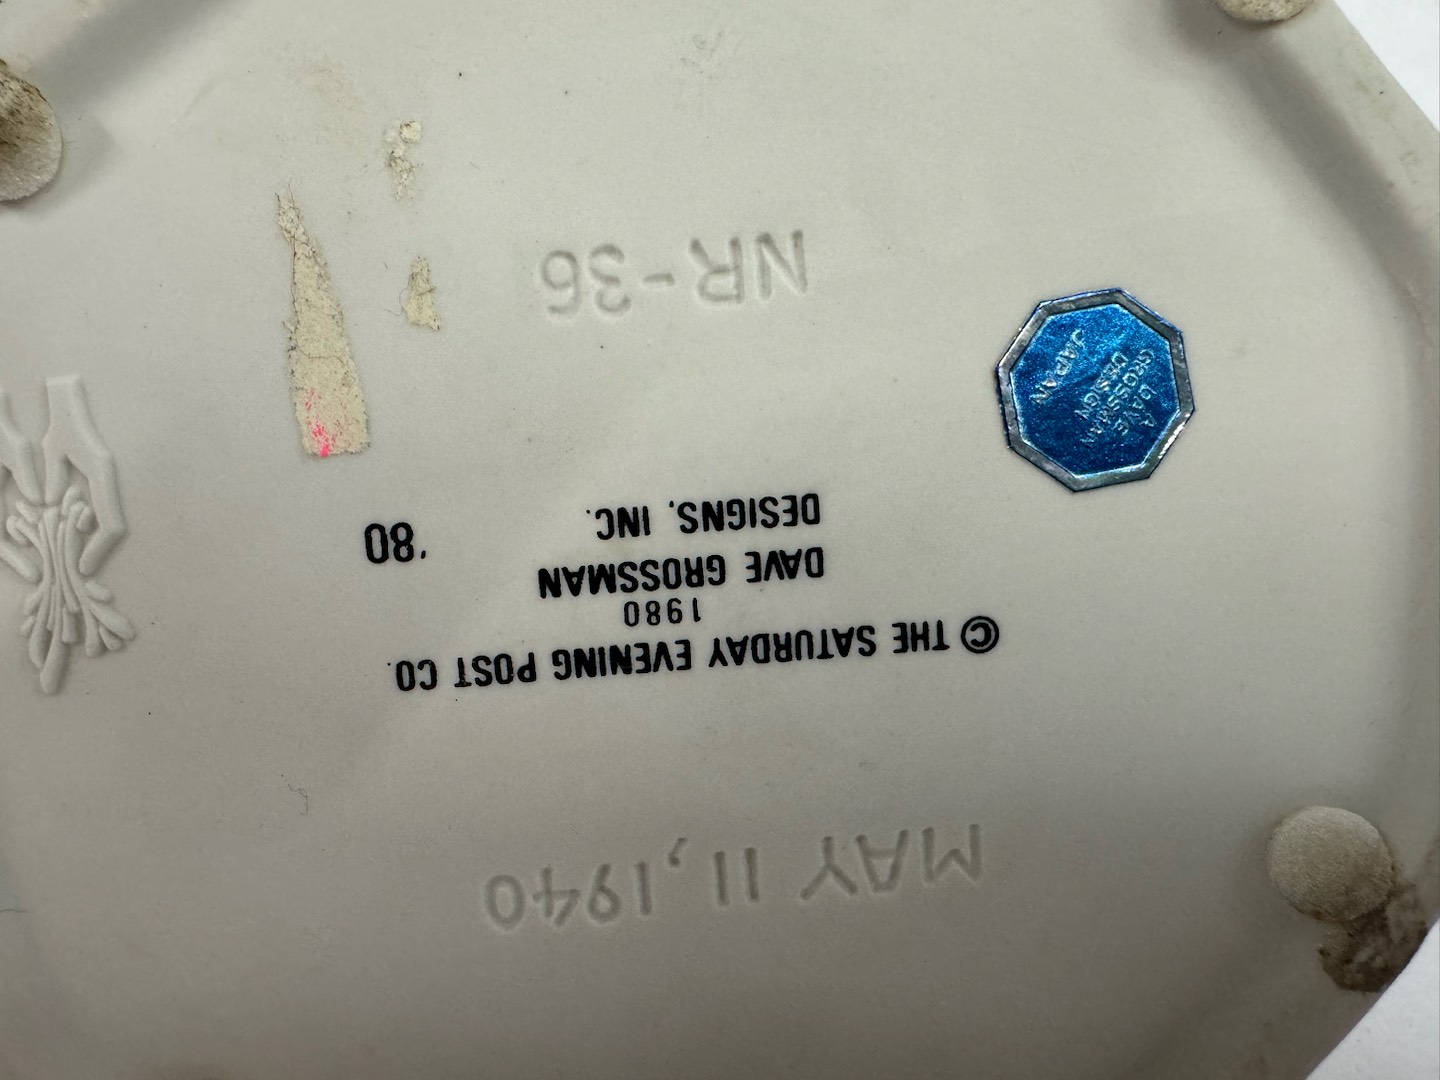 MAY 11, 1940
© THE SATURDAY EVENING POST CO.
1980
DAVE GROSSMAN
DESIGNS, INC.
'80
NR-36
A
DAVE
GROSSMAN
DESIGN
JAPAN